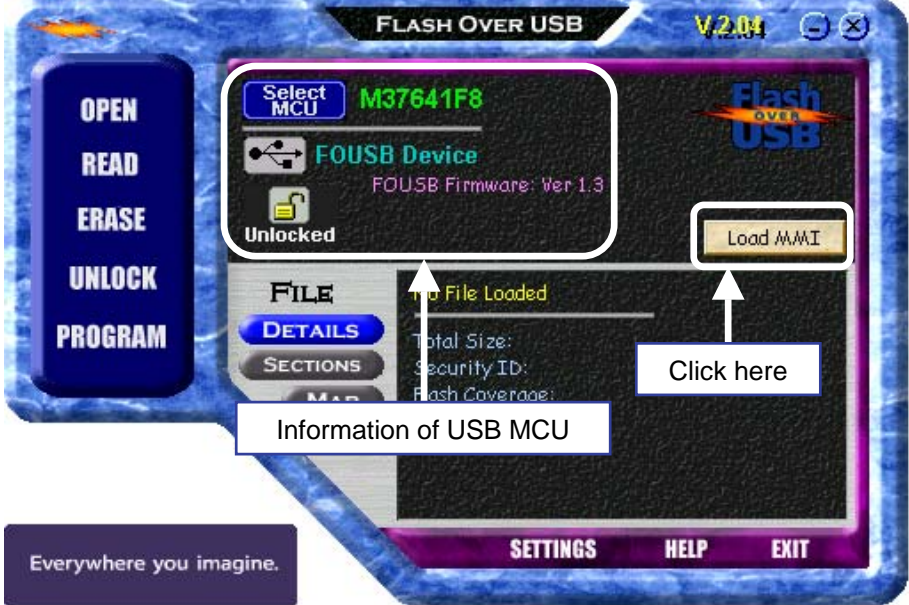 FLASH OVER USB
V.2.04
OPEN
READ
ERASE
UNLOCK
PROGRAM
Select MCU
M37641F8
FOUSB Device
FOUSB Firmware: Ver 1.3
Unlocked
Flash
OVER
USB
Load MMI
FILE
DETAILS
SECTIONS
MAP
No File Loaded
Total Size:
Security ID:
Flash Coverage:
Click here
Information of USB MCU
SETTINGS
HELP
EXIT
Everywhere you imagine.